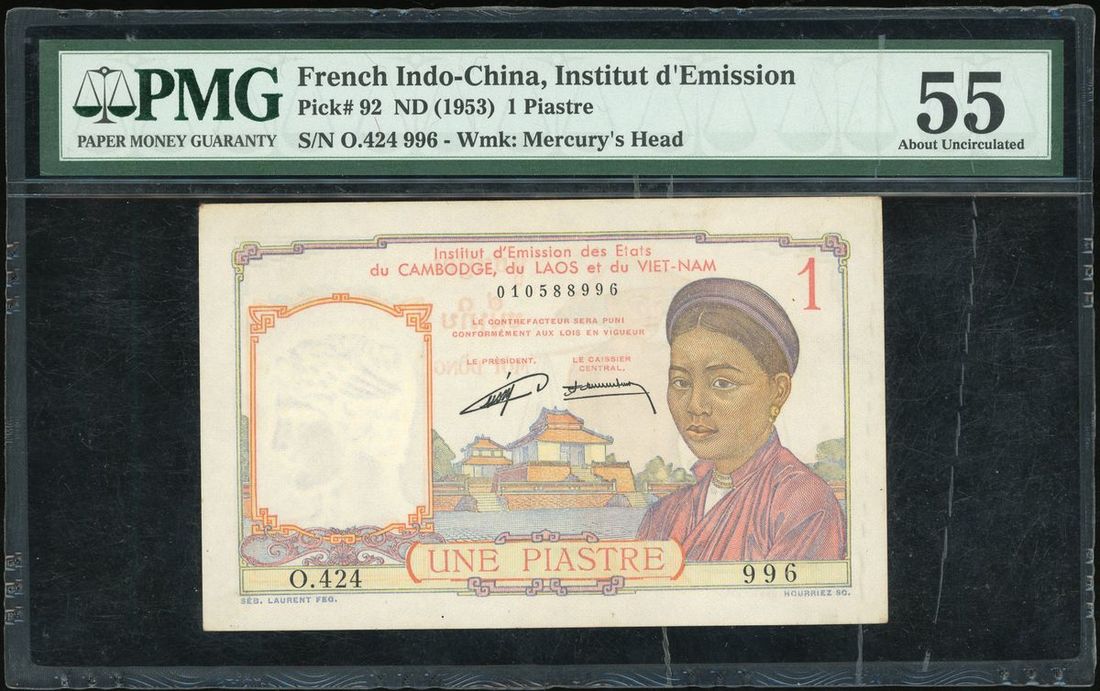 PMG
PAPER MONEY GUARANTY
French Indo-China, Institut d'Emission
Pick# 92 ND (1953) 1 Piastre
S/N O.424 996 - Wmk: Mercury's Head
55
About Uncirculated
Institut d'Emission des Etats
du CAMBODGE, du LAOS et du VIET-NAM
1
010588996
LE CONTREFACTEUR SERA PUNI
CONFORMÉMENT AUX LOIS EN VIGUEUR
LE PRÉSIDENT,
LE CAISSIER
CENTRAL,
UNE PIASTRE
O.424
996
SÉB. LAURENT FEC.
HOURRIEZ SC.